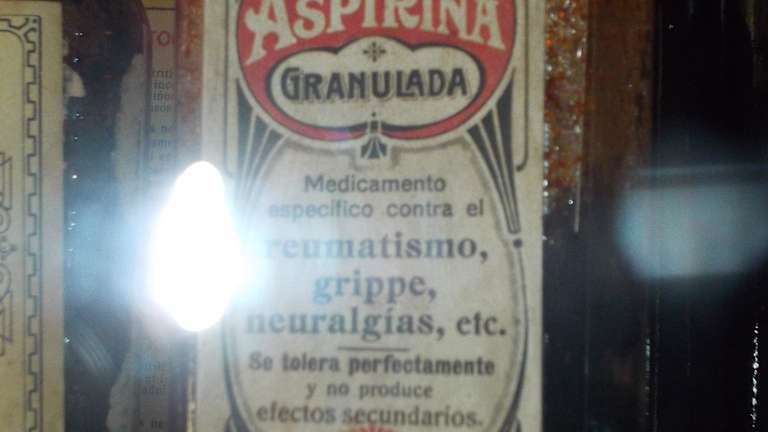 ASPIRINA
GRANULADA
Medicamento
específico contra el
reumatismo,
grippe,
neuralgías, etc.
Se tolera perfectamente
y no produce
efectos secundarios.